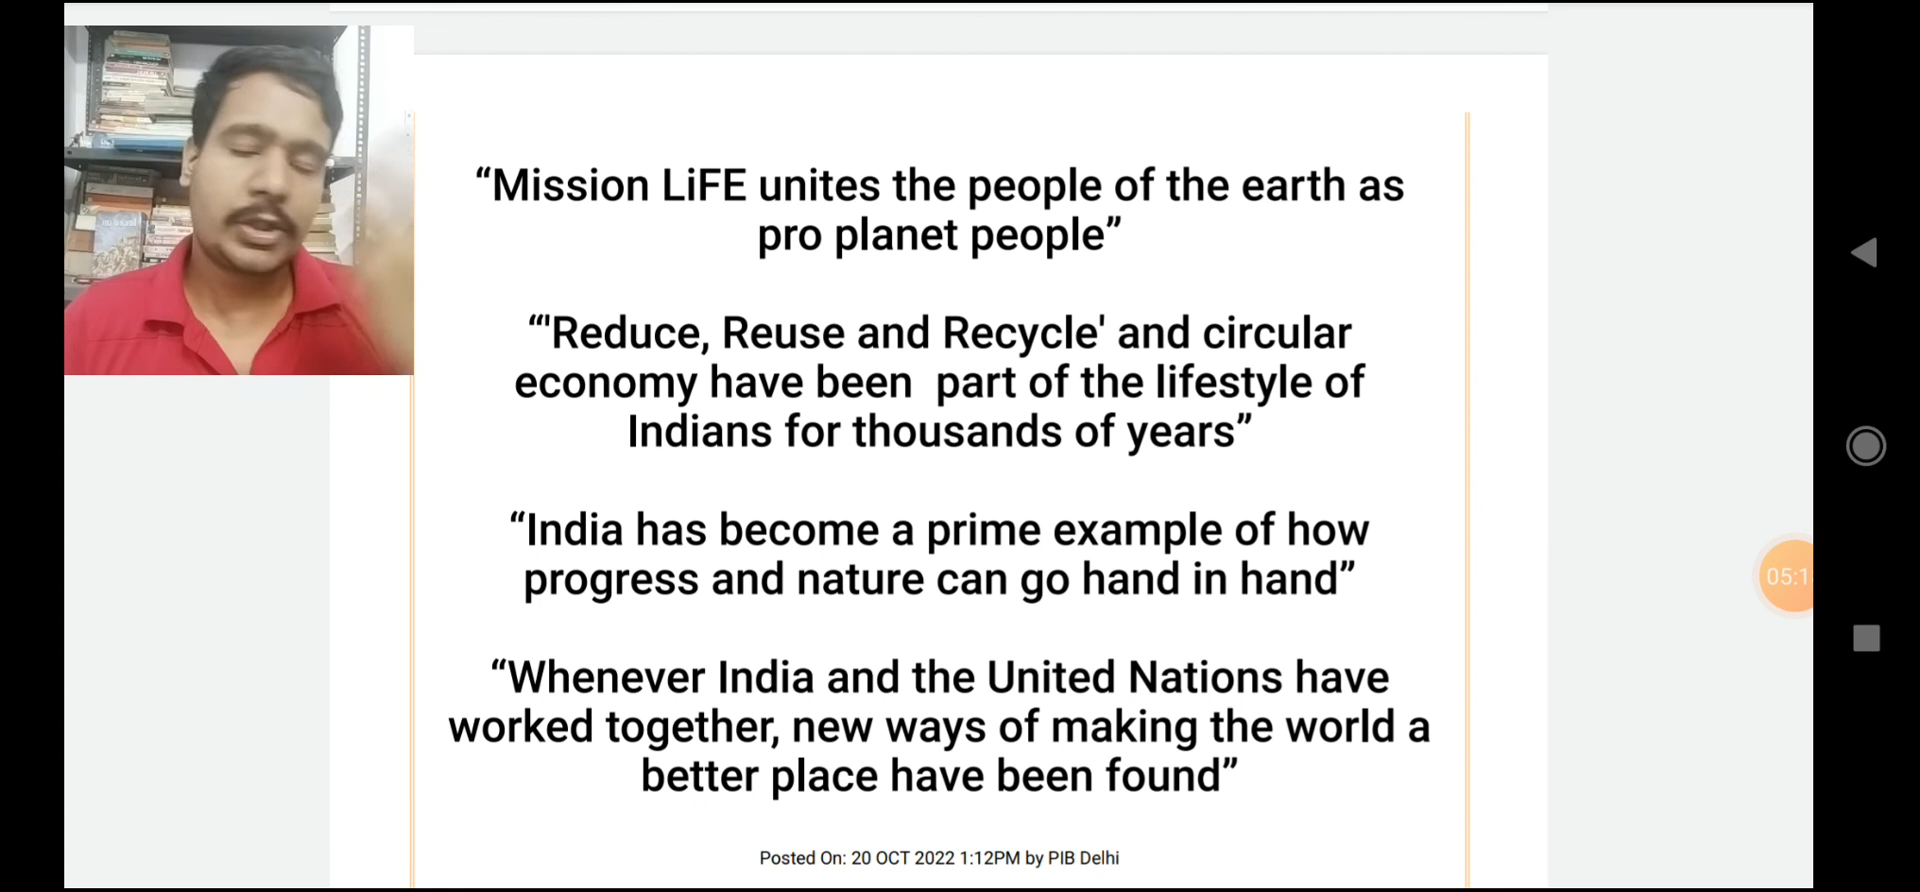 “Mission LiFE unites the people of the earth as
pro planet people”
“'Reduce, Reuse and Recycle' and circular
economy have been  part of the lifestyle of
Indians for thousands of years”
“India has become a prime example of how
progress and nature can go hand in hand”
“Whenever India and the United Nations have
worked together, new ways of making the world a
better place have been found”
Posted On: 20 OCT 2022 1:12PM by PIB Delhi
05:1